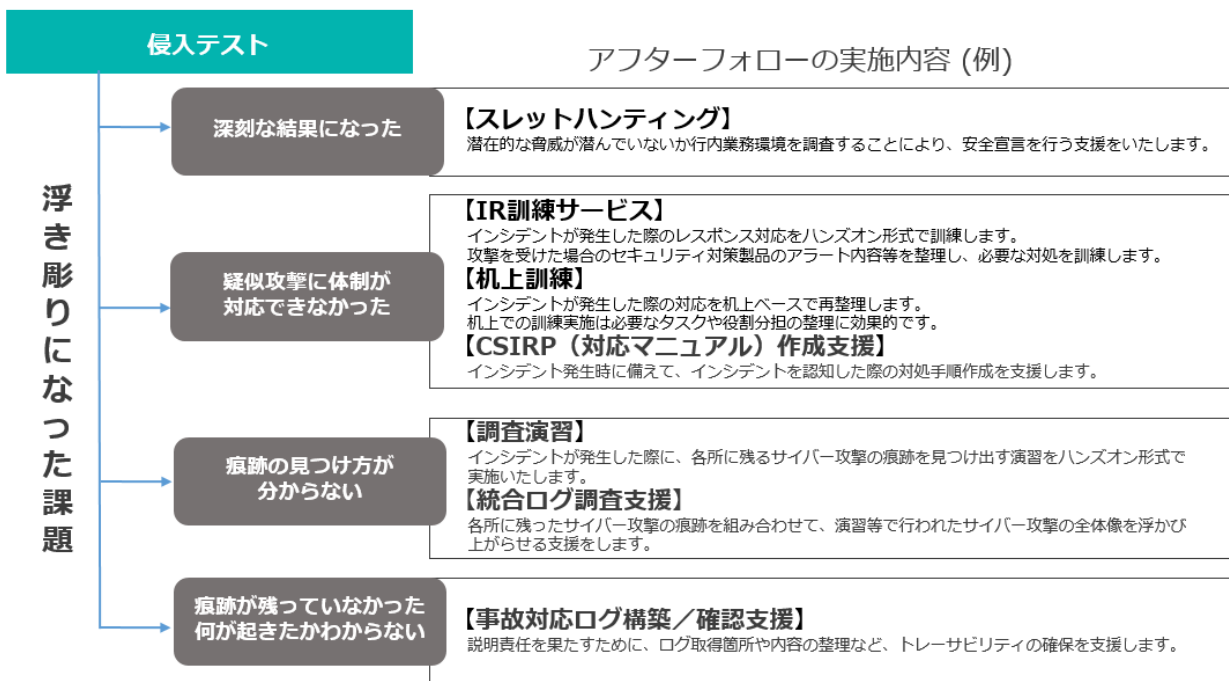 侵入テスト
アフターフォローの実施内容 (例)
浮き彫りになった課題
深刻な結果になった
【スレットハンティング】
潜在的な脅威が潜んでいないか行内業務環境を調査することにより、安全宣言を行う支援をいたします。
疑似攻撃に体制が
対応できなかった
【IR訓練サービス】
インシデントが発生した際のレスポンス対応をハンズオン形式で訓練します。
攻撃を受けた場合のセキュリティ対策製品のアラート内容等を整理し、必要な対処を訓練します。
【机上訓練】
インシデントが発生した際の対応を机上ベースで再整理します。
机上での訓練実施は必要なタスクや役割分担の整理に効果的です。
【CSIRP（対応マニュアル）作成支援】
インシデント発生時に備えて、インシデントを認知した際の対処手順作成を支援します。
痕跡の見つけ方が
分からない
【調査演習】
インシデントが発生した際に、各所に残るサイバー攻撃の痕跡を見つけ出す演習をハンズオン形式で
実施いたします。
【統合ログ調査支援】
各所に残ったサイバー攻撃の痕跡を組み合わせて、演習等で行われたサイバー攻撃の全体像を浮かび
上がらせる支援をします。
痕跡が残っていなかった
何が起きたかわからない
【事故対応ログ構築／確認支援】
説明責任を果たすために、ログ取得箇所や内容の整理など、トレーサビリティの確保を支援します。